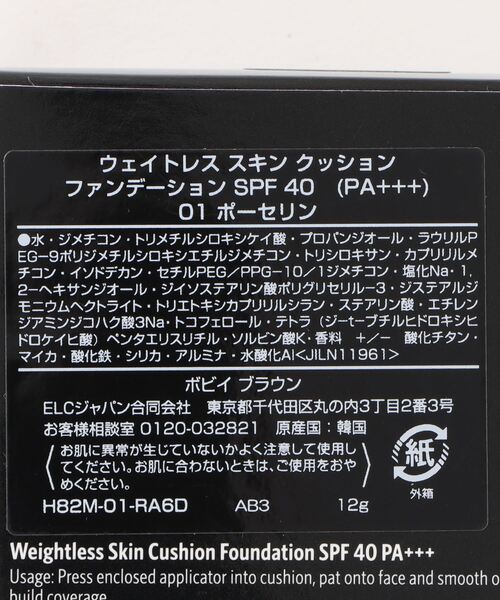 ウェイトレス スキン クッション
ファンデーション SPF 40 (PA+++)
01 ポーセリン
●水・ジメチコン・トリメチルシロキシケイ酸・プロパンジオール・ラウリルP
EG-9ポリジメチルシロキシエチルジメチコン・トリシロキサン・カプリリルメ
チコン・イソドデカン・セチルPEG/PPG-10/1ジメチコン・塩化Na・1,
2-ヘキサンジオール・ジイソステアリン酸ポリグリセリル-3・ジステアルジ
モニウムヘクトライト・トリエトキシカプリリルシラン・ステアリン酸・エチレン
ジアミンジコハク酸3Na・トコフェロール・テトラ(ジ-t-ブチルヒドロキシヒ
ドロケイヒ酸)ペンタエリスリチル・ソルビン酸K・香料 +/- 酸化チタン・
マイカ・酸化鉄・シリカ・アルミナ・水酸化Al<JILN11961>
ボビイ ブラウン
ELCジャパン合同会社 東京都千代田区丸の内3丁目2番3号
お客様相談室 0120-032821 原産国:韓国
お肌に異常が生じていないかよく注意して使用し
てください。お肌に合わないときは、ご使用をおや
めください。
紙
外箱
H82M-01-RA6D AB3 12g
Weightless Skin Cushion Foundation SPF 40 PA+++
Usage: Press enclosed applicator into cushion, pat onto face and smooth o
build coverage.